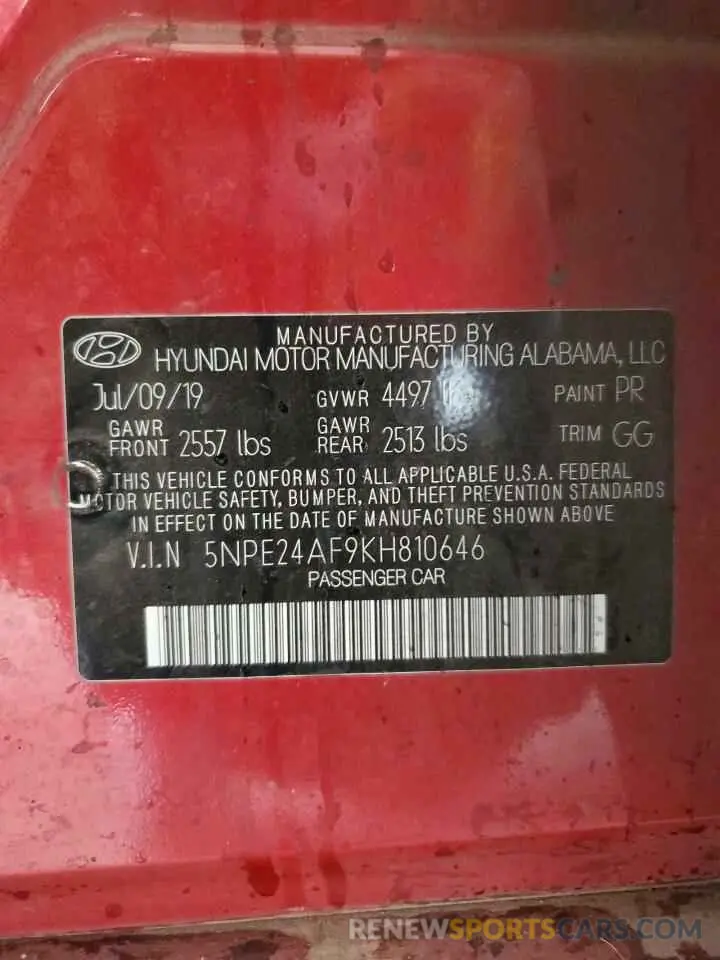 MANUFACTURED BY
HYUNDAI MOTOR MANUFACTURING ALABAMA, LLC
Jul/09/19 GVWR 4497 lbs PAINT PR
GAWR FRONT 2557 lbs GAWR REAR 2513 lbs TRIM GG
THIS VEHICLE CONFORMS TO ALL APPLICABLE U.S.A. FEDERAL
MOTOR VEHICLE SAFETY, BUMPER, AND THEFT PREVENTION STANDARDS
IN EFFECT ON THE DATE OF MANUFACTURE SHOWN ABOVE
V.I.N 5NPE24AF9KH810646
PASSENGER CAR
RENEWSPORTSCARS.COM